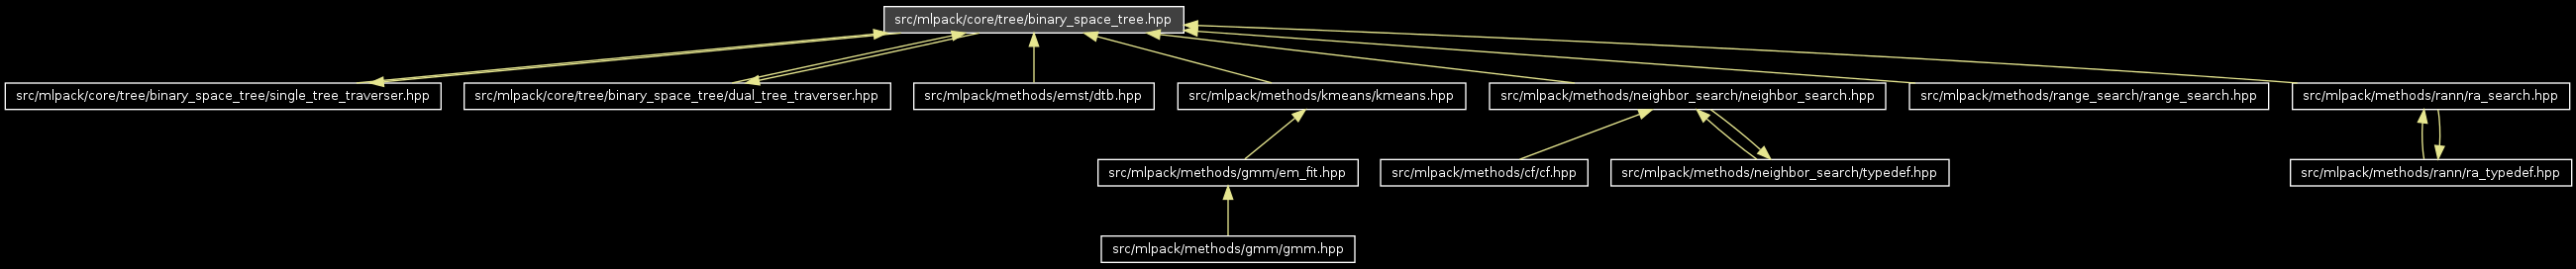 src/mlpack/core/tree/binary_space_tree.hpp
src/mlpack/core/tree/binary_space_tree/single_tree_traverser.hpp
src/mlpack/core/tree/binary_space_tree/dual_tree_traverser.hpp
src/mlpack/methods/emst/dtb.hpp
src/mlpack/methods/kmeans/kmeans.hpp
src/mlpack/methods/neighbor_search/neighbor_search.hpp
src/mlpack/methods/range_search/range_search.hpp
src/mlpack/methods/rann/ra_search.hpp
src/mlpack/methods/gmm/em_fit.hpp
src/mlpack/methods/cf/cf.hpp
src/mlpack/methods/neighbor_search/typedef.hpp
src/mlpack/methods/rann/ra_typedef.hpp
src/mlpack/methods/gmm/gmm.hpp